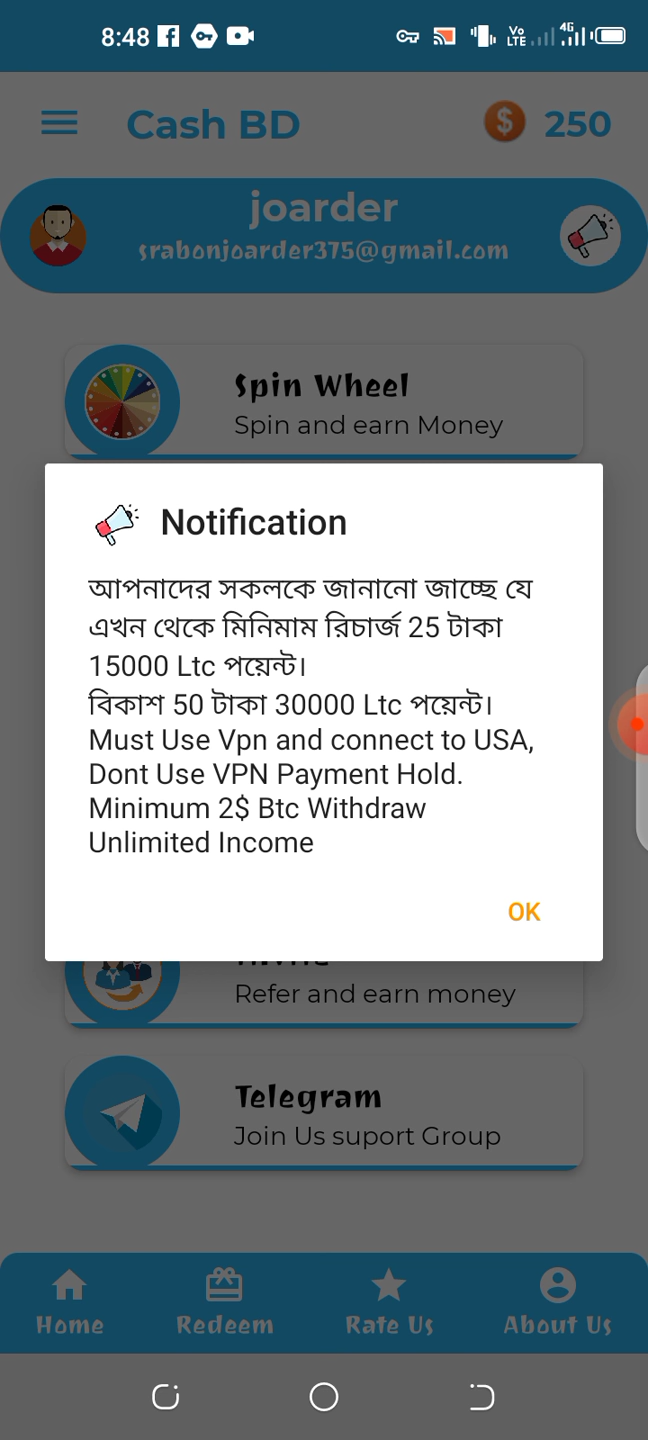 8:48
Vo LTE 4G
Cash BD
250
joarder
srabonjoarder375@gmail.com
Spin Wheel
Spin and earn Money
Notification
আপনাদের সকলকে জানানো জাচ্ছে যে
এখন থেকে মিনিমাম রিচার্জ 25 টাকা
15000 Ltc পয়েন্ট।
বিকাশ 50 টাকা 30000 Ltc পয়েন্ট।
Must Use Vpn and connect to USA,
Dont Use VPN Payment Hold.
Minimum 2$ Btc Withdraw
Unlimited Income
OK
Refer and earn money
Telegram
Join Us suport Group
Home Redeem Rate Us About Us